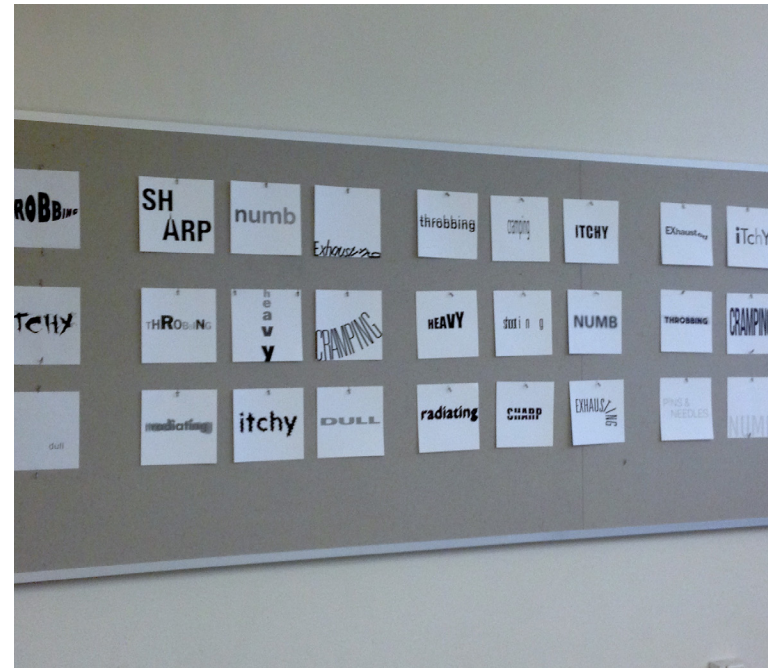 ROBBING
SH
ARP
numb
Exhausting
throbbing
cramping
ITCHY
EXhausting
iTchY
TCHY
THROBBING
heavy
CRAMPING
HEAVY
NUMB
THROBBING
CRAMPING
dull
radiating
itchy
DULL
radiating
SHARP
EXHAUSTING
PINS &
NEEDLES
NUMB